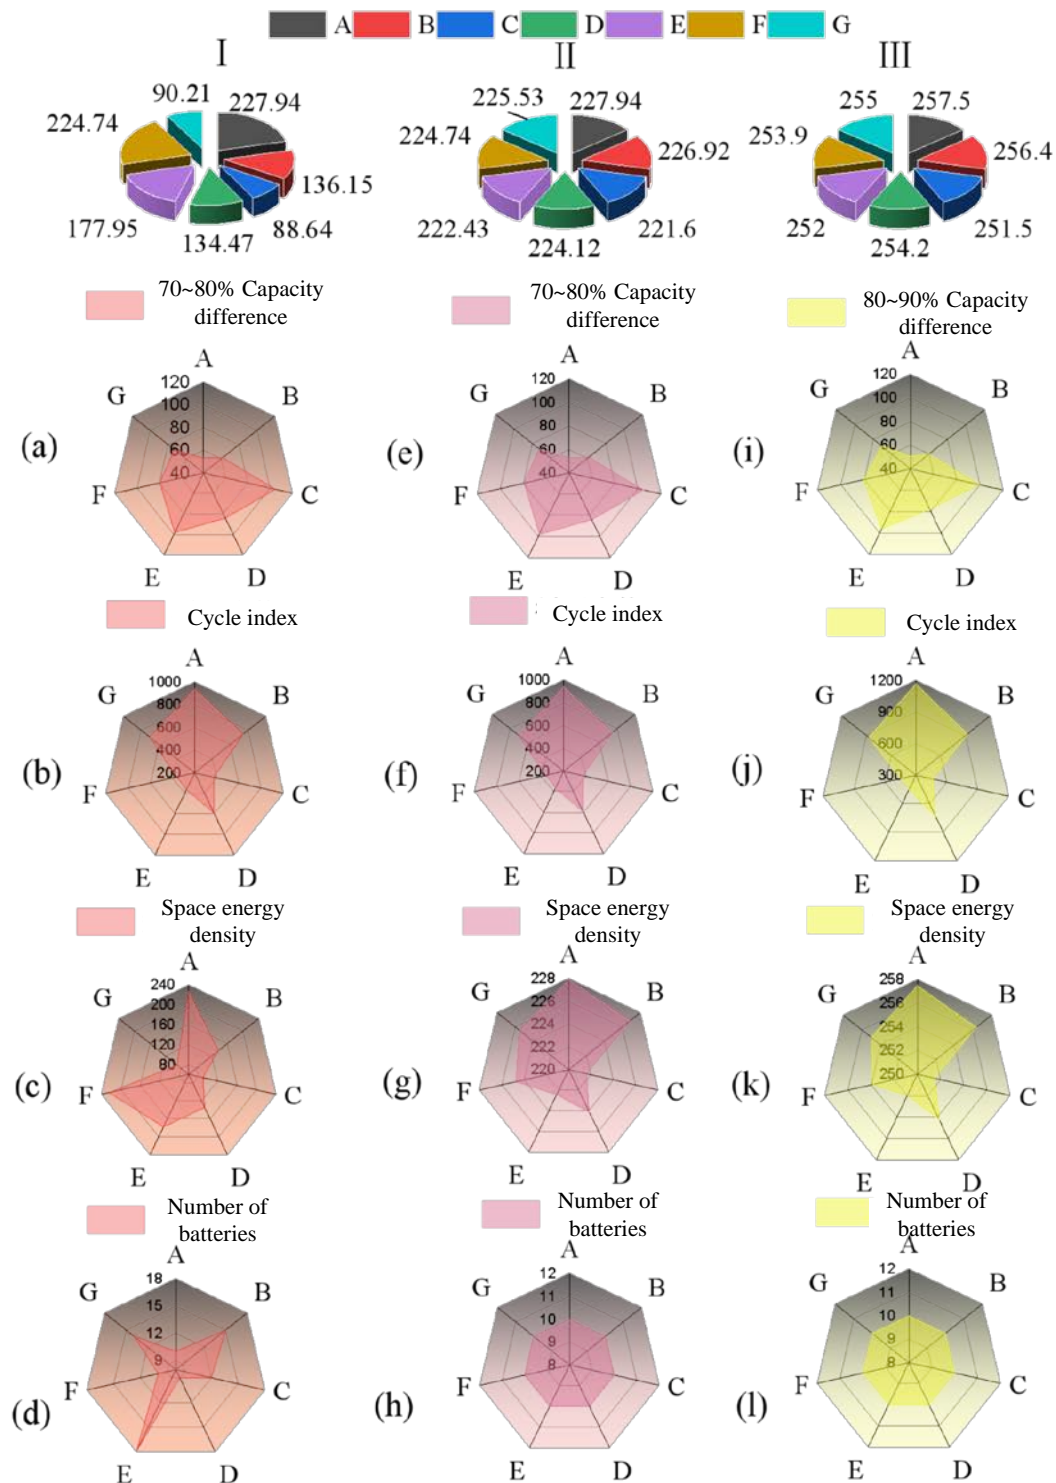 A B C D E F G
I II III
90.21 227.94 225.53 227.94 255 257.5
224.74 136.15 224.74 226.92 253.9 256.4
177.95 134.47 88.64 222.43 224.12 221.6 252 254.2 251.5
70~80% Capacity
difference
70~80% Capacity
difference
80~90% Capacity
difference
(a)
A
B
C
D
E
F
G
120
100
80
60
40
(e)
A
B
C
D
E
F
G
120
100
80
60
40
(i)
A
B
C
D
E
F
G
120
100
80
60
40
Cycle index
Cycle index
Cycle index
(b)
A
B
C
D
E
F
G
1000
800
600
400
200
(f)
A
B
C
D
E
F
G
1000
800
600
400
200
(j)
A
B
C
D
E
F
G
1200
900
600
300
Space energy
density
Space energy
density
Space energy
density
(c)
A
B
C
D
E
F
G
240
200
160
120
80
(g)
A
B
C
D
E
F
G
228
226
224
222
220
(k)
A
B
C
D
E
F
G
258
256
254
252
250
Number of
batteries
Number of
batteries
Number of
batteries
(d)
A
B
C
D
E
F
G
18
15
12
9
(h)
A
B
C
D
E
F
G
12
11
10
9
8
(l)
A
B
C
D
E
F
G
12
11
10
9
8